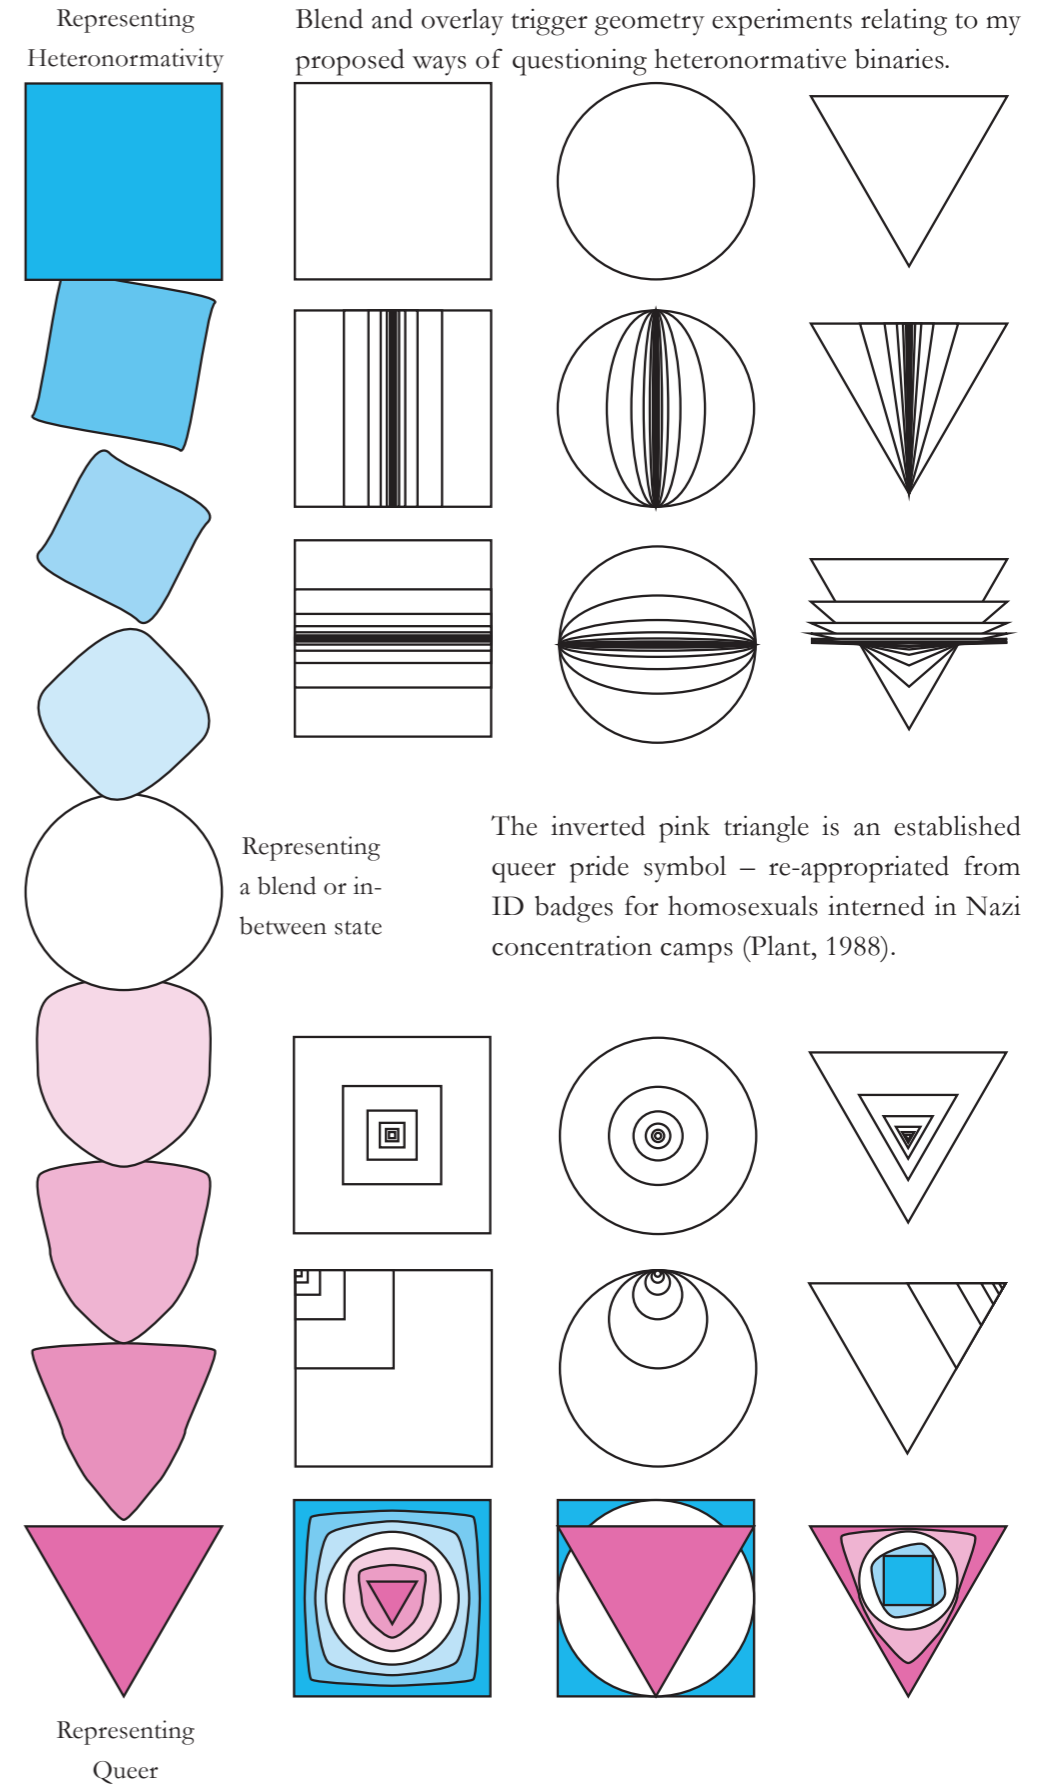 Representing
Heteronormativity
Blend and overlay trigger geometry experiments relating to my
proposed ways of questioning heteronormative binaries.
Representing
a blend or in-
between state
The inverted pink triangle is an established
queer pride symbol – re-appropriated from
ID badges for homosexuals interned in Nazi
concentration camps (Plant, 1988).
Representing
Queer